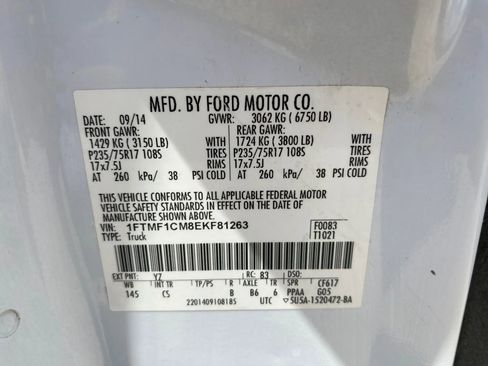 MFD. BY FORD MOTOR CO.
DATE: 09/14 GVWR: 3062 KG ( 6750 LB)
FRONT GAWR: REAR GAWR:
1429 KG ( 3150 LB) WITH 1724 KG ( 3800 LB) WITH
P235/75R17 108S TIRES P235/75R17 108S TIRES
17x7.5J RIMS 17x7.5J RIMS
AT 260 kPa/ 38 PSI COLD AT 260 kPa/ 38 PSI COLD
THIS VEHICLE CONFORMS TO ALL APPLICABLE FEDERAL MOTOR
VEHICLE SAFETY STANDARDS IN EFFECT ON THE DATE OF
MANUFACTURE SHOWN ABOVE.
VIN: 1FTMF1CM8EKF81263 F0083
TYPE: Truck T1021
EXT PNT: Y7 RC: 83 DSO:
WB INT TR TP/PS R AXLE TR SPR CF617
145 CS B B6 6 PPAA G05
2201409108185 UTC 5U5A-1520472-BA